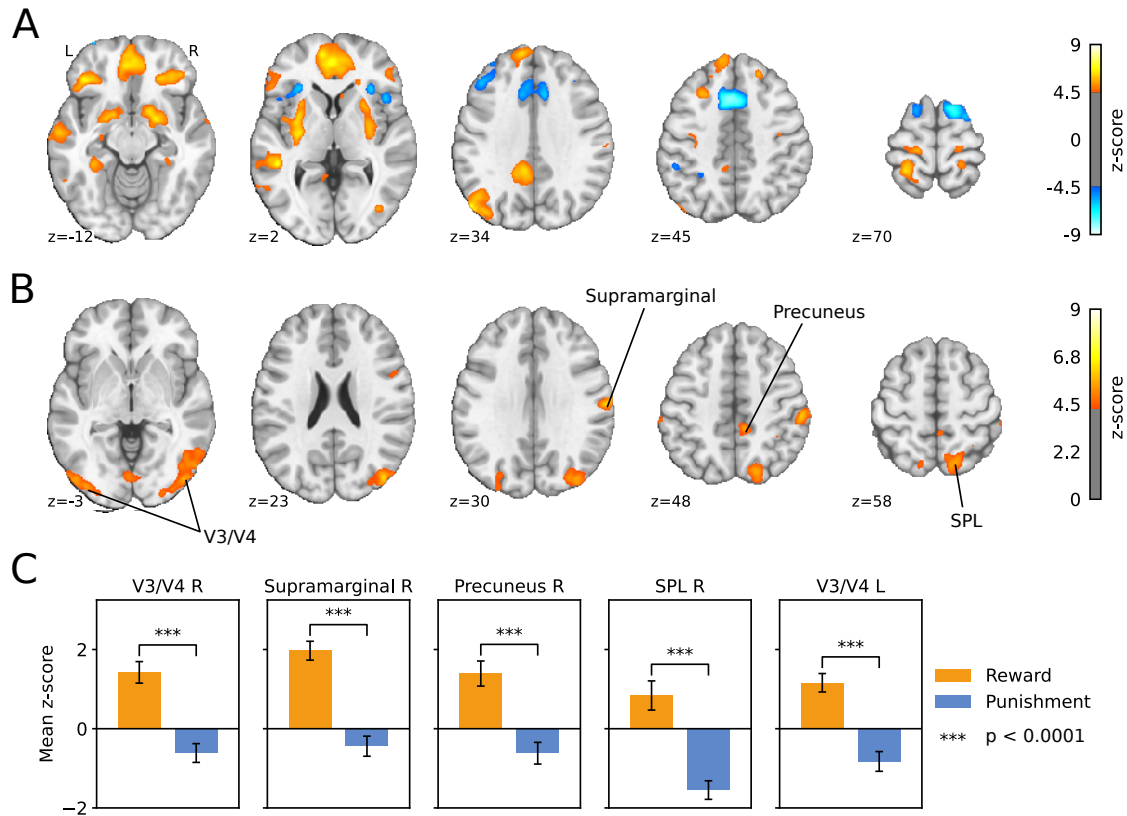 A
L
R
z=-12
z=2
z=34
z=45
z=70
9
4.5
0
-4.5
-9
z-score
B
Supramarginal
Precuneus
z=-3
z=23
z=30
z=48
z=58
V3/V4
SPL
9
6.8
4.5
2.2
0
z-score
C
V3/V4 R
Supramarginal R
Precuneus R
SPL R
V3/V4 L
***
***
***
***
***
2
0
−2
Mean z-score
Reward
Punishment
*** p < 0.0001